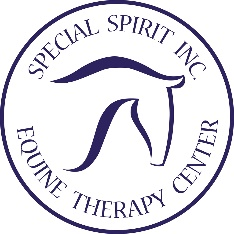 SPECIAL SPIRIT INC.
EQUINE THERAPY CENTER